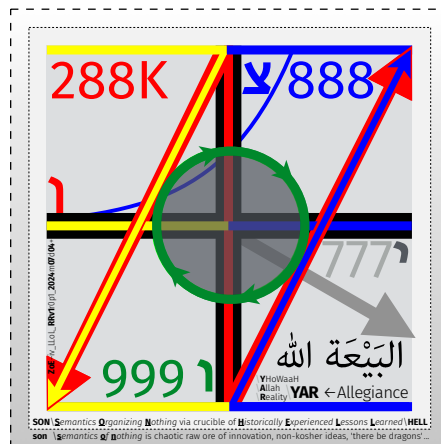 288K
צ 888
ו
777 ו
999 ו
البَيْعَة الله
YHoWaaH
Allah
Reality
YAR ←Allegiance
SON\Semantics Organizing Nothing via crucible of Historically Experienced Lessons Learned\HELL
son \semantics of nothing is chaotic raw ore of innovation, non-kosher ideas, 'there be dragons'.